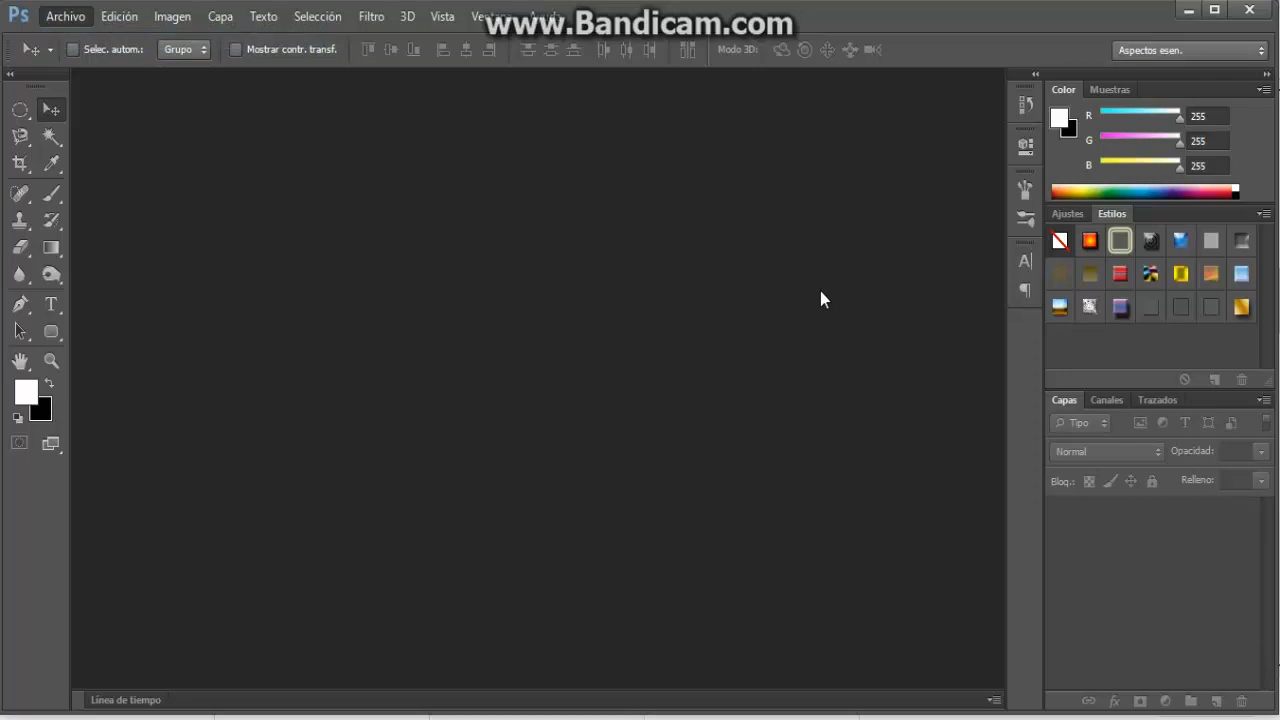 Ps Archivo Edición Imagen Capa Texto Selección Filtro 3D Vista
www.Bandicam.com
Selec. autom.: Grupo Mostrar contr. transf. Modo 3D: Aspectos esen.
Color Muestras
R 255
G 255
B 255
Ajustes Estilos
Capas Canales Trazados
Tipo
Normal Opacidad:
Bloq.: Relleno:
Línea de tiempo